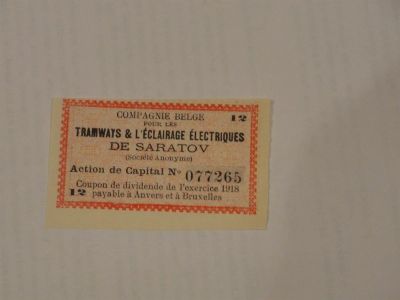 COMPAGNIE BELGE 12
POUR LES
TRAMWAYS & L'ÉCLAIRAGE ÉLECTRIQUES
DE SARATOV
(Société Anonyme)
Action de Capital No 077265
Coupon de dividende de l'exercice 1918
12 payable à Anvers et à Bruxelles